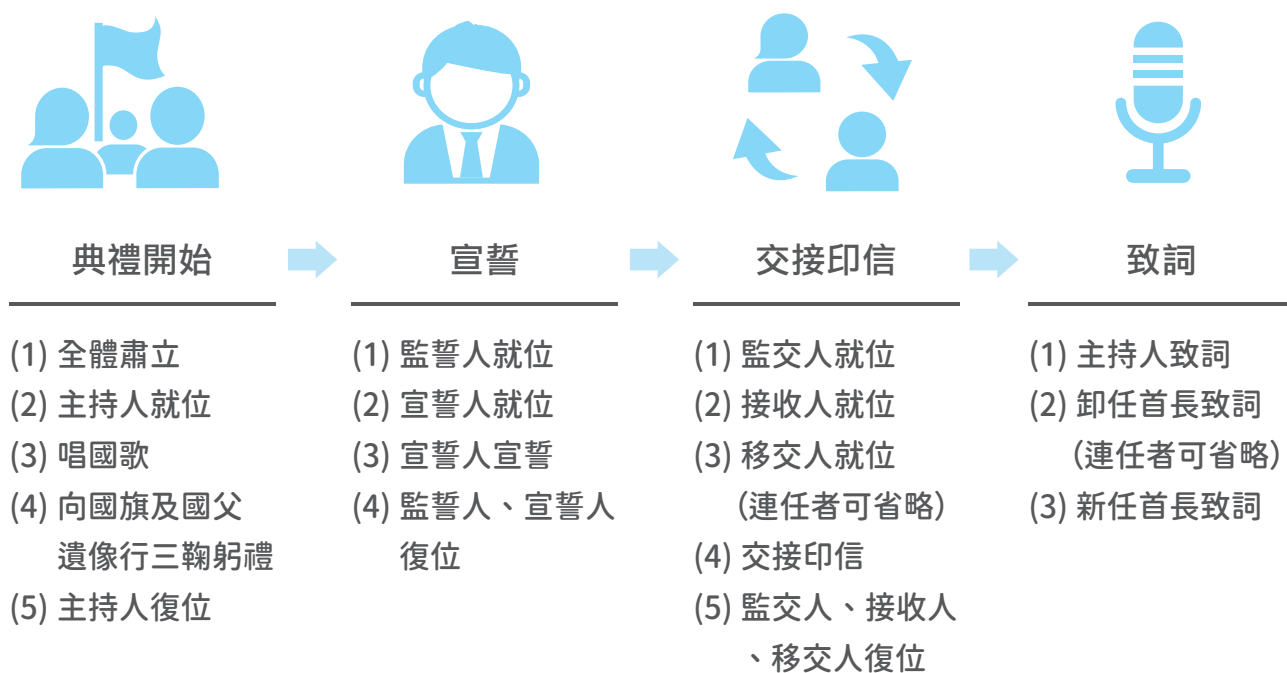 典禮開始
(1) 全體肅立
(2) 主持人就位
(3) 唱國歌
(4) 向國旗及國父
遺像行三鞠躬禮
(5) 主持人復位
宣誓
(1) 監誓人就位
(2) 宣誓人就位
(3) 宣誓人宣誓
(4) 監誓人、宣誓人
復位
交接印信
(1) 監交人就位
(2) 接收人就位
(3) 移交人就位
（連任者可省略）
(4) 交接印信
(5) 監交人、接收人
、移交人復位
致詞
(1) 主持人致詞
(2) 卸任首長致詞
（連任者可省略）
(3) 新任首長致詞